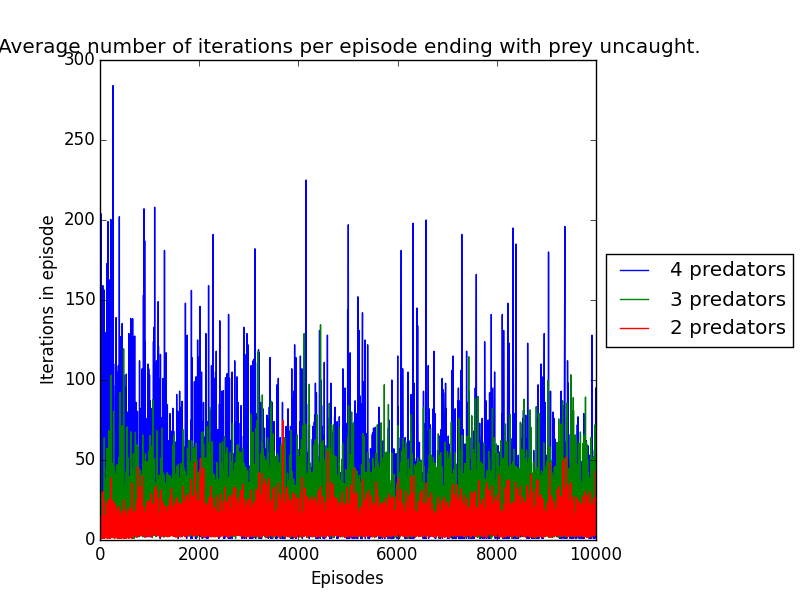 Average number of iterations per episode ending with prey uncaught.
300
250
200
150
100
50
0
Iterations in episode
0 2000 4000 6000 8000 10000
Episodes
4 predators
3 predators
2 predators